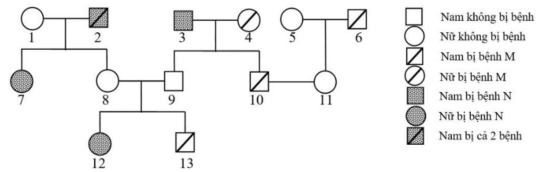 1
2
3
4
5
6
7
8
9
10
11
12
13
Nam không bị bệnh
Nữ không bị bệnh
Nam bị bệnh M
Nữ bị bệnh M
Nam bị bệnh N
Nữ bị bệnh N
Nam bị cả 2 bệnh